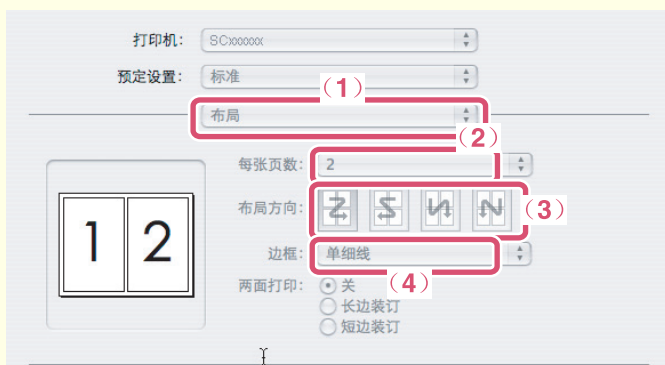 打印机: SCxxxxxx
预定设置: 标准
(1)
布局
(2)
每张页数: 2
布局方向:
(3)
边框: 单细线
(4)
两面打印: 关
长边装订
短边装订
1 2